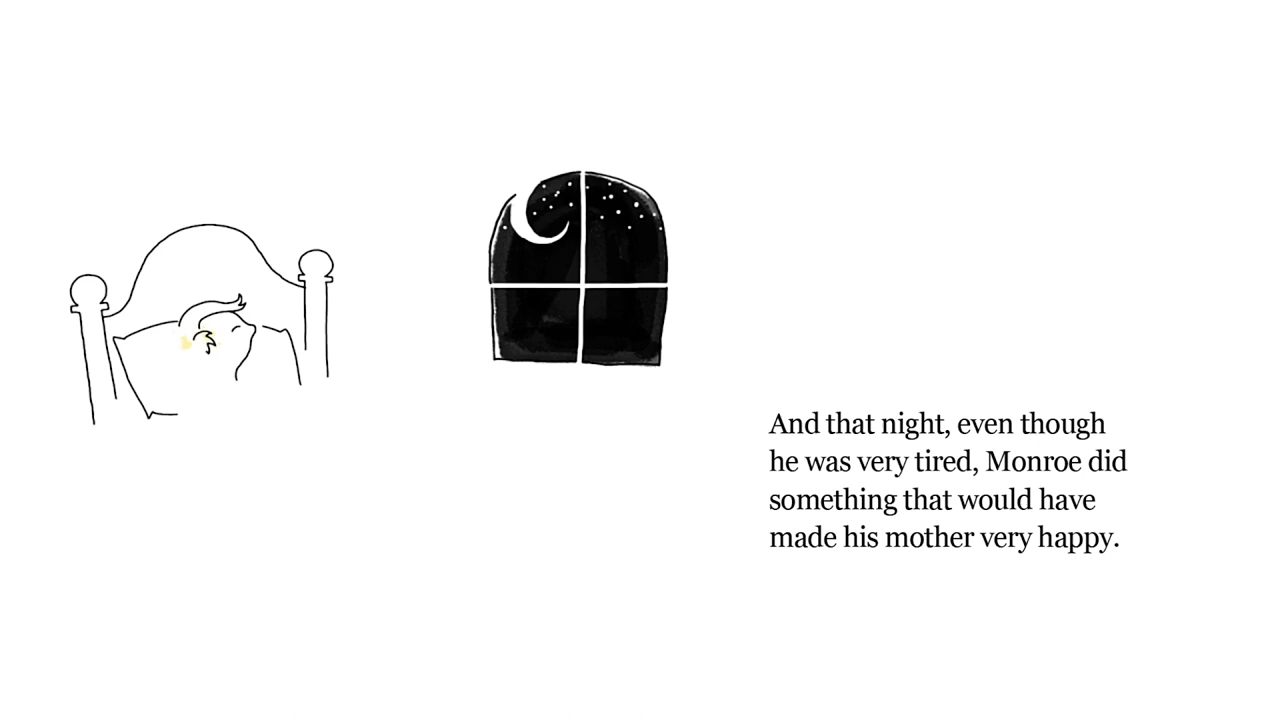 And that night, even though
he was very tired, Monroe did
something that would have
made his mother very happy.